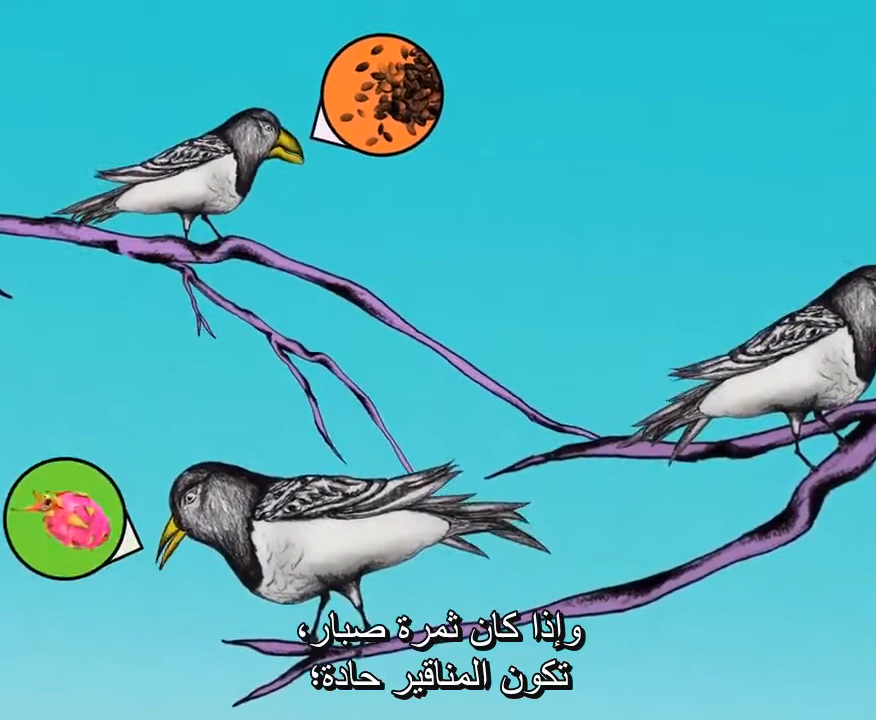 وإذا كان ثمرة صبار،
تكون المناقير حادة؛